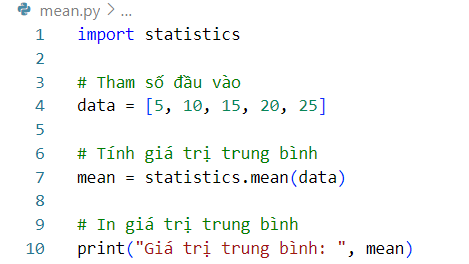 mean.py > ...
1 import statistics
2
3 # Tham số đầu vào
4 data = [5, 10, 15, 20, 25]
5
6 # Tính giá trị trung bình
7 mean = statistics.mean(data)
8
9 # In giá trị trung bình
10 print("Giá trị trung bình: ", mean)